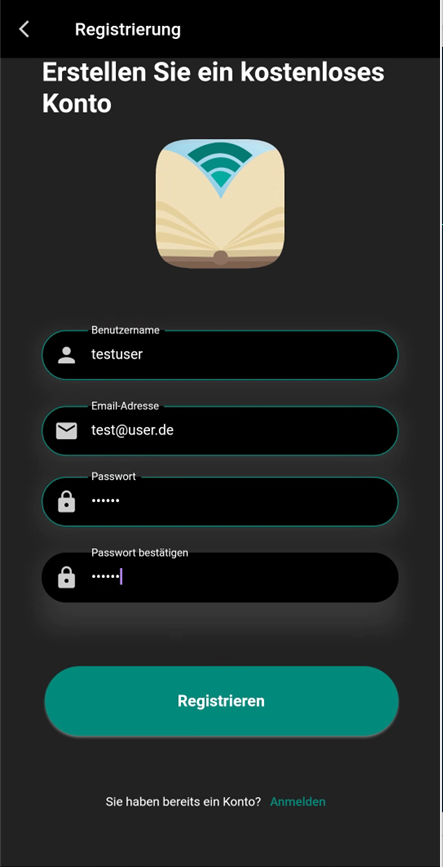 Registrierung
Erstellen Sie ein kostenloses
Konto
Benutzername
testuser
Email-Adresse
test@user.de
Passwort
••••••
Passwort bestätigen
••••••
Registrieren
Sie haben bereits ein Konto? Anmelden